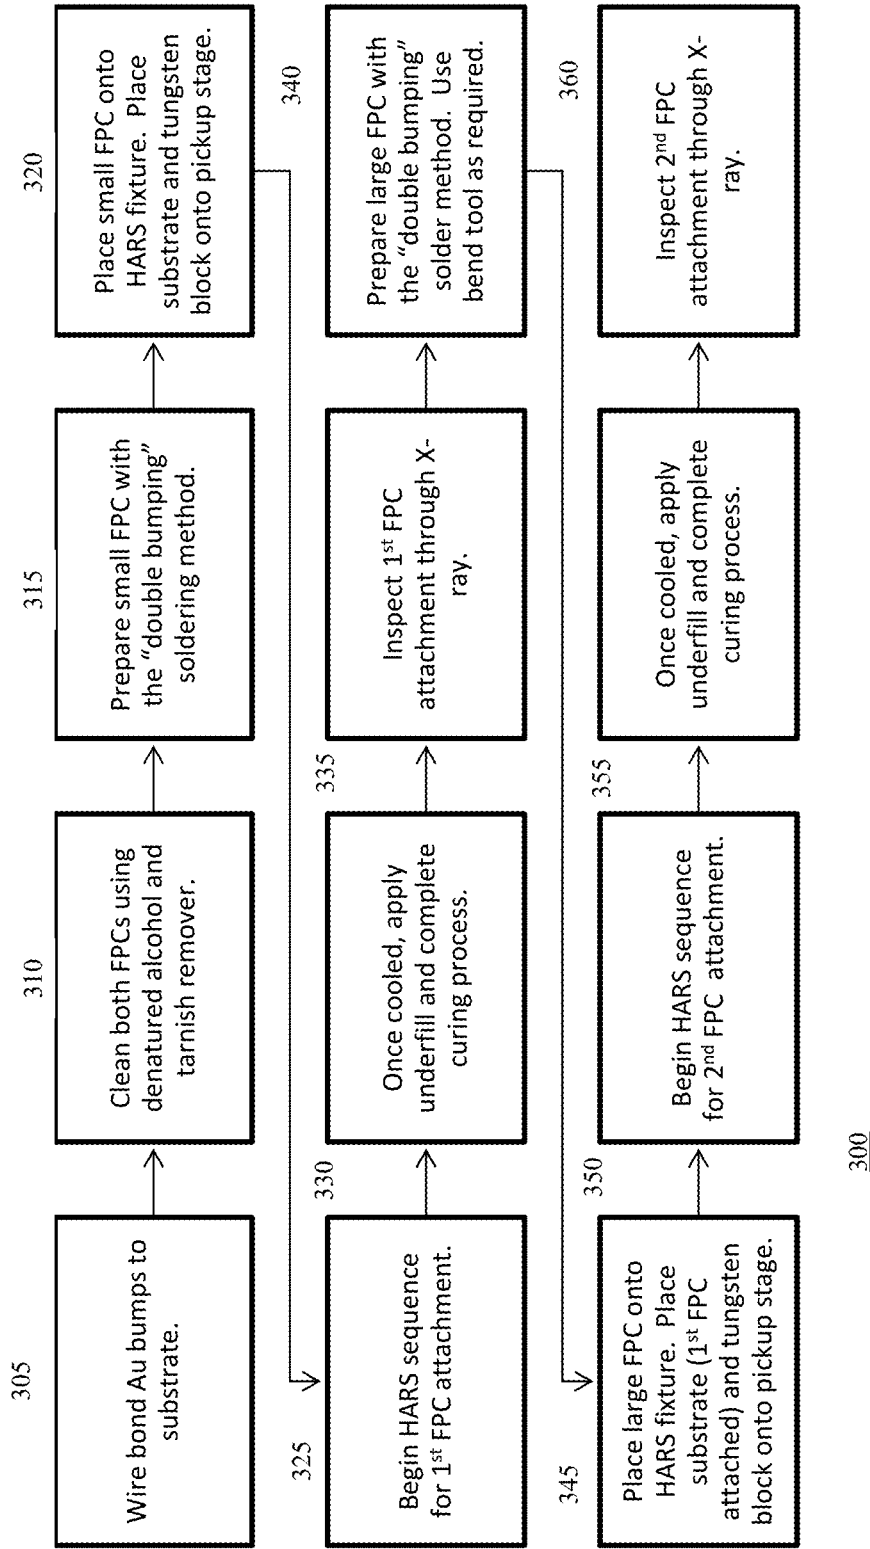 305
Wire bond Au bumps to
substrate.
310
Clean both FPCs using
denatured alcohol and
tarnish remover.
315
Prepare small FPC with
the “double bumping”
soldering method.
320
Place small FPC onto
HARS fixture. Place
substrate and tungsten
block onto pickup stage.
325
Begin HARS sequence
for 1st FPC attachment.
330
Once cooled, apply
underfill and complete
curing process.
335
Inspect 1st FPC
attachment through X-
ray.
340
Prepare large FPC with
the “double bumping”
solder method. Use
bend tool as required.
345
Place large FPC onto
HARS fixture. Place
substrate (1st FPC
attached) and tungsten
block onto pickup stage.
350
Begin HARS sequence
for 2nd FPC attachment.
355
Once cooled, apply
underfill and complete
curing process.
360
Inspect 2nd FPC
attachment through X-
ray.
300